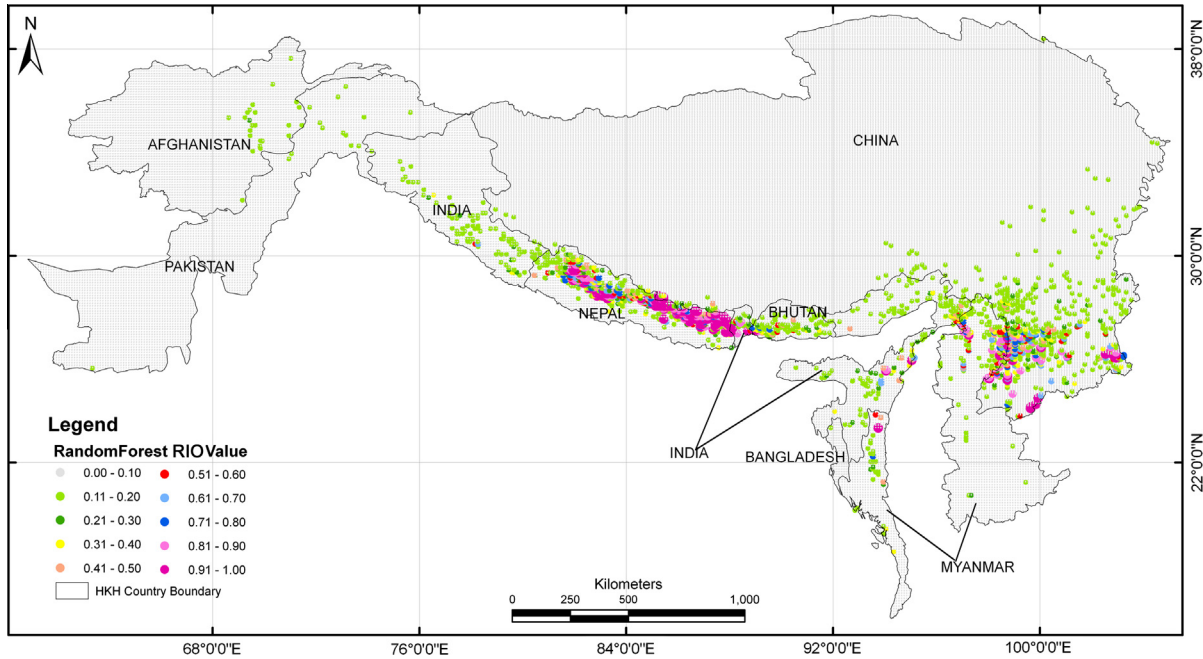 N
38°0'0"N
CHINA
AFGHANISTAN
INDIA
30°0'0"N
PAKISTAN
NEPAL
BHUTAN
Legend
RandomForest RIOValue
0.00 - 0.10
0.51 - 0.60
0.11 - 0.20
0.61 - 0.70
0.21 - 0.30
0.71 - 0.80
0.31 - 0.40
0.81 - 0.90
0.41 - 0.50
0.91 - 1.00
HKH Country Boundary
INDIA
BANGLADESH
22°0'0"N
MYANMAR
Kilometers
0 250 500 1,000
68°0'0"E 76°0'0"E 84°0'0"E 92°0'0"E 100°0'0"E